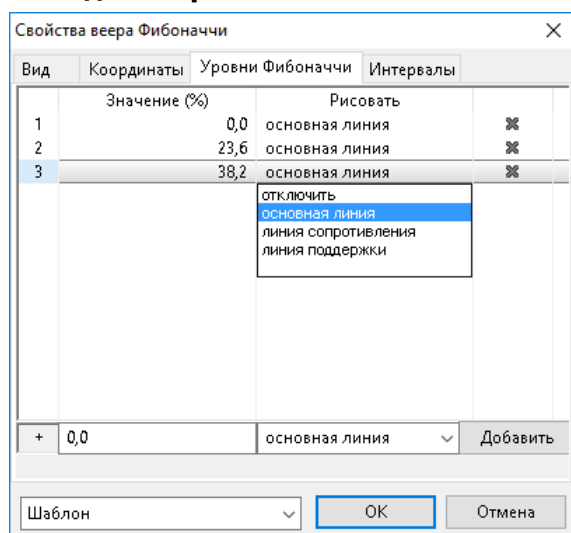 Свойства веера Фибоначчи
Вид Координаты Уровни Фибоначчи Интервалы
Значение (%) Рисовать
1 0,0 основная линия
2 23,6 основная линия
3 38,2 основная линия
отключить
основная линия
линия сопротивления
линия поддержки
+ 0,0 основная линия Добавить
Шаблон OK Отмена